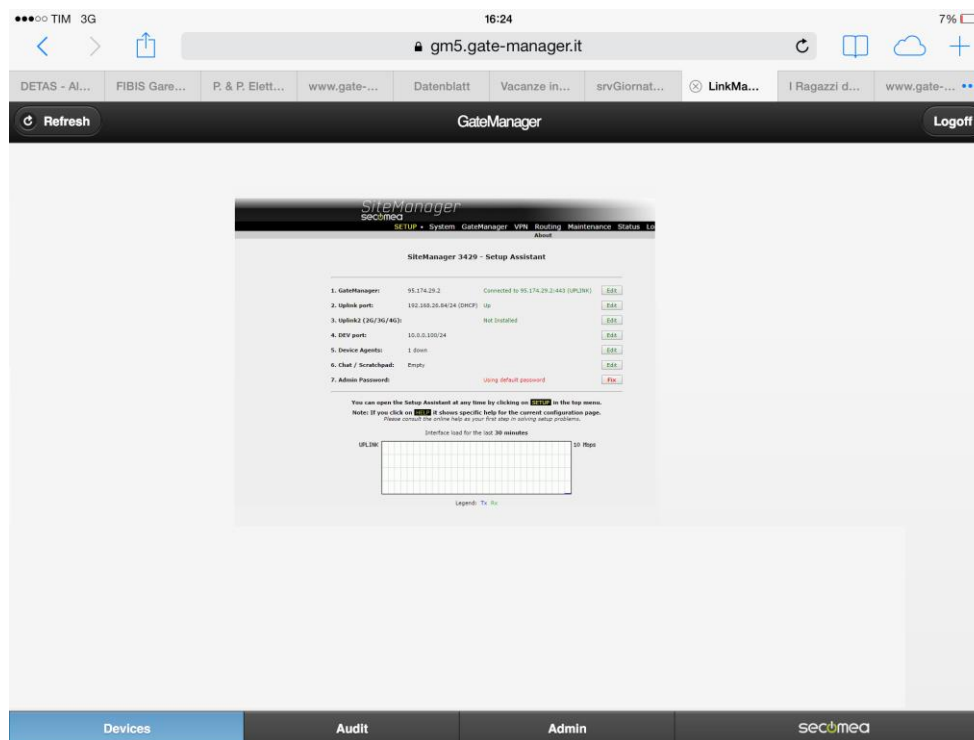 TIM 3G 16:24 7%
gm5.gate-manager.it
DETAS - Al... FIBIS Gare... P. & P. Elett... www.gate-... Datenblatt Vacanze in... srvGiornat... LinkMa... I Ragazzi d... www.gate-...
Refresh GateManager Logoff
SiteManager
secomea
SETUP • System GateManager VPN Routing Maintenance Status Lo
About
SiteManager 3429 - Setup Assistant
1. GateManager: 95.174.29.2 Connected to 95.174.29.2:443 (UPLINK) Edit
2. Uplink port: 192.168.26.84/24 (DHCP) Up Edit
3. Uplink2 (2G/3G/4G): Not Installed Edit
4. DEV port: 10.0.0.100/24 Edit
5. Device Agents: 1 down Edit
6. Chat / Scratchpad: Empty Edit
7. Admin Password: Using default password Fix
You can open the Setup Assistant at any time by clicking on SETUP in the top menu.
Note: If you click on HELP it shows specific help for the current configuration page.
Please consult the online help as your first step in solving setup problems.
Interface load for the last 30 minutes
UPLINK 10 Mbps
Legend: Tx Rx
Devices Audit Admin secomea